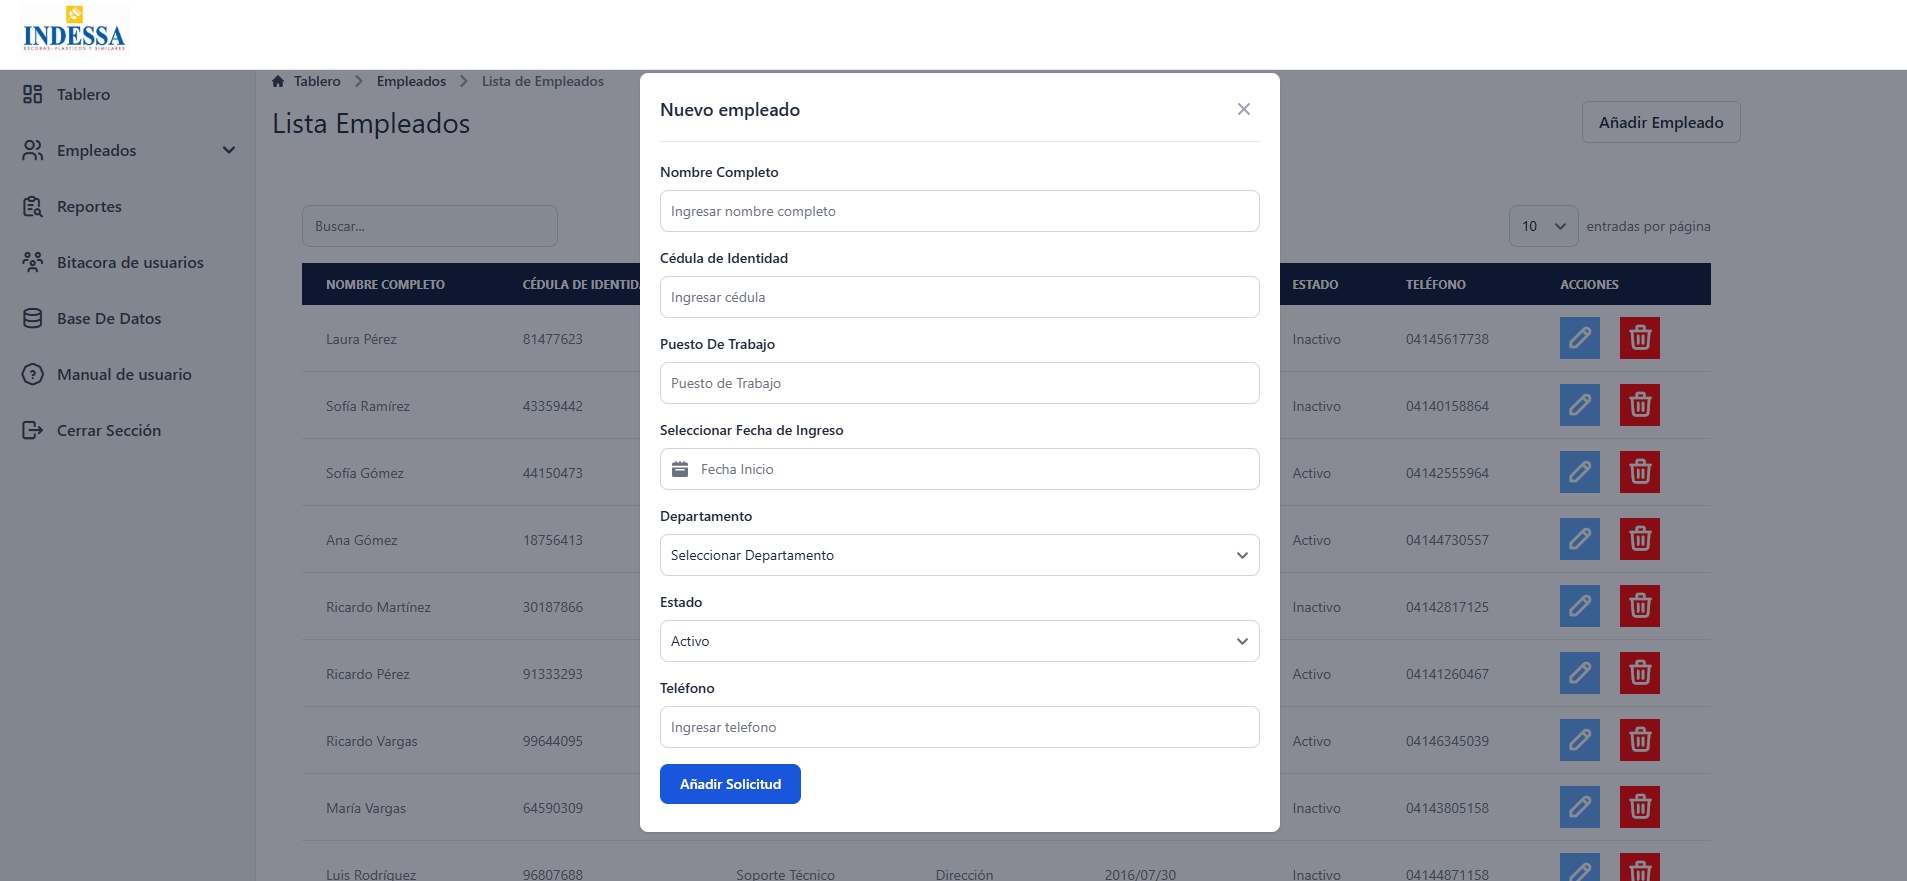 INDESSA
ESCOBAS - PLASTICOS Y SIMILARES
Tablero
Empleados
Reportes
Bitacora de usuarios
Base De Datos
Manual de usuario
Cerrar Sección
Tablero > Empleados > Lista de Empleados
Lista Empleados
Añadir Empleado
Buscar...
10 entradas por página
NOMBRE COMPLETO CÉDULA DE IDENTID ESTADO TELÉFONO ACCIONES
Laura Pérez 81477623 Inactivo 04145617738
Sofía Ramírez 43359442 Inactivo 04140158864
Sofía Gómez 44150473 Activo 04142555964
Ana Gómez 18756413 Activo 04144730557
Ricardo Martínez 30187866 Inactivo 04142817125
Ricardo Pérez 91333293 Activo 04141260467
Ricardo Vargas 99644095 Activo 04146345039
María Vargas 64590309 Inactivo 04143805158
Luis Rodríguez 96807688 Soporte Técnico Dirección 2016/07/30 Inactivo 04144871158
Nuevo empleado
Nombre Completo
Ingresar nombre completo
Cédula de Identidad
Ingresar cédula
Puesto De Trabajo
Puesto de Trabajo
Seleccionar Fecha de Ingreso
Fecha Inicio
Departamento
Seleccionar Departamento
Estado
Activo
Teléfono
Ingresar telefono
Añadir Solicitud